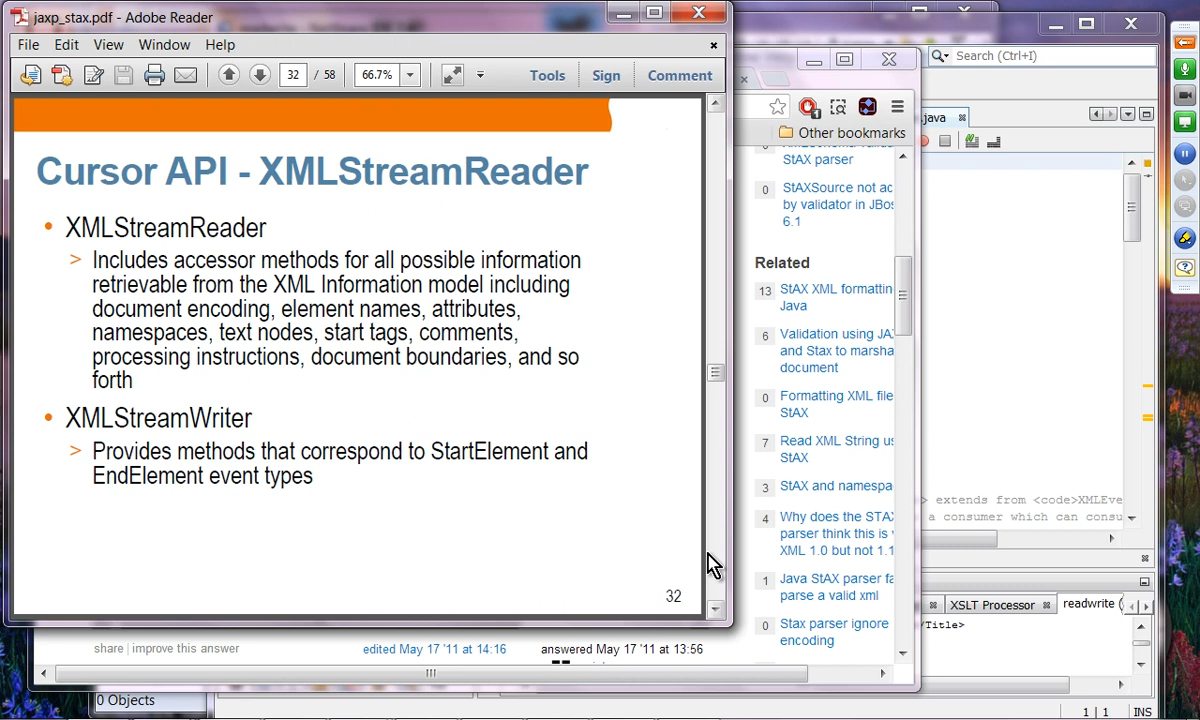 jaxp_stax.pdf - Adobe Reader
File Edit View Window Help
32 / 58 66.7% Tools Sign Comment
Cursor API - XMLStreamReader
• XMLStreamReader
> Includes accessor methods for all possible information
retrievable from the XML Information model including
document encoding, element names, attributes,
namespaces, text nodes, start tags, comments,
processing instructions, document boundaries, and so
forth
• XMLStreamWriter
> Provides methods that correspond to StartElement and
EndElement event types
32
Search (Ctrl+I)
.java
1
Other bookmarks
StAX parser
0 StAXSource not ac
by validator in JBos
6.1
Related
13 StAX XML formattin
Java
6 Validation using JA
and Stax to marsha
document
0 Formatting XML file
StAX
7 Read XML String us
StAX
3 StAX and namespa
4 Why does the STA
parser think this is v
XML 1.0 but not 1.1
1 Java StAX parser fa
parse a valid xml
0 Stax parser ignore
encoding
> extends from <code>XMLEve
a consumer which can consu
XSLT Processor readwrite (
/Title>
share | improve this answer edited May 17 '11 at 14:16 answered May 17 '11 at 13:56
0 Objects
1 | 1 INS